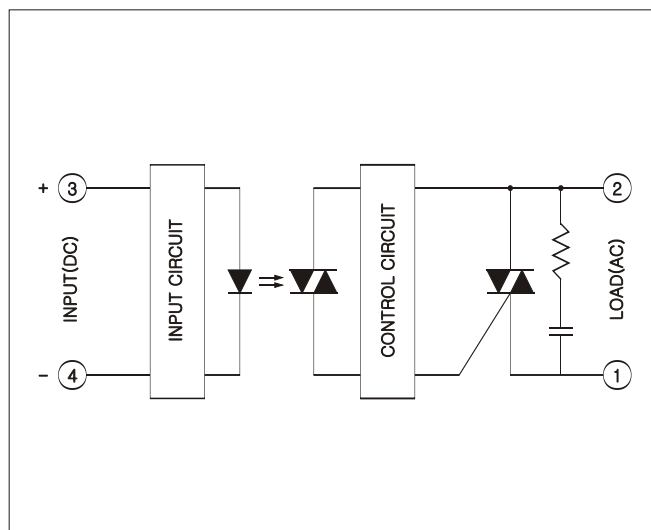 + 3
INPUT(DC)
- 4
INPUT CIRCUIT
CONTROL CIRCUIT
2
LOAD(AC)
1